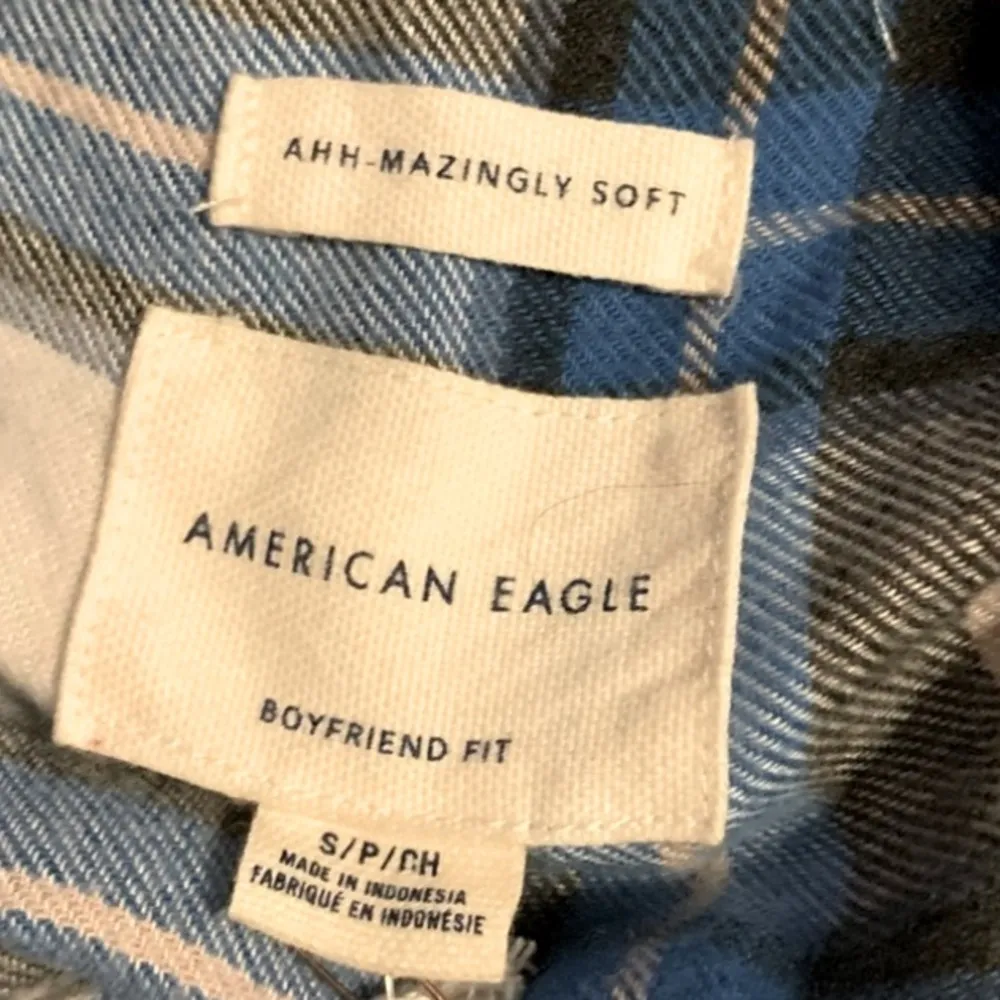 AHH-MAZINGLY SOFT
AMERICAN EAGLE
BOYFRIEND FIT
S/P/CH
MADE IN INDONESIA
FABRIQUÉ EN INDONÉSIE